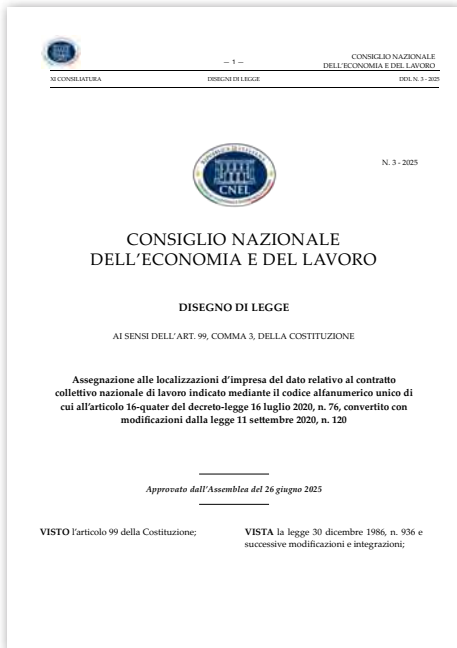 — 1 —
CONSIGLIO NAZIONALE
DELL'ECONOMIA E DEL LAVORO
XI CONSILIATURA DISEGNI DI LEGGE DDL N. 3 - 2025
N. 3 - 2025
CNEL
CONSIGLIO NAZIONALE
DELL'ECONOMIA E DEL LAVORO
DISEGNO DI LEGGE
AI SENSI DELL'ART. 99, COMMA 3, DELLA COSTITUZIONE
Assegnazione alle localizzazioni d'impresa del dato relativo al contratto
collettivo nazionale di lavoro indicato mediante il codice alfanumerico unico di
cui all'articolo 16-quater del decreto-legge 16 luglio 2020, n. 76, convertito con
modificazioni dalla legge 11 settembre 2020, n. 120
Approvato dall'Assemblea del 26 giugno 2025
VISTO l'articolo 99 della Costituzione;
VISTA la legge 30 dicembre 1986, n. 936 e
successive modificazioni e integrazioni;